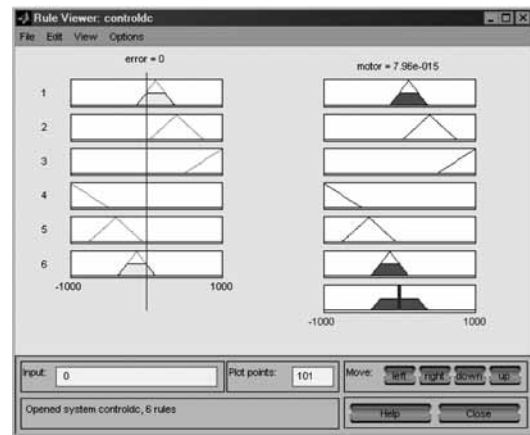 Rule Viewer: controldc
File Edit View Options
error = 0
motor = 7.96e-015
1
2
3
4
5
6
-1000 1000
-1000 1000
Input: 0
Plot points: 101
Move: left right down up
Opened system controldc, 6 rules
Help Close